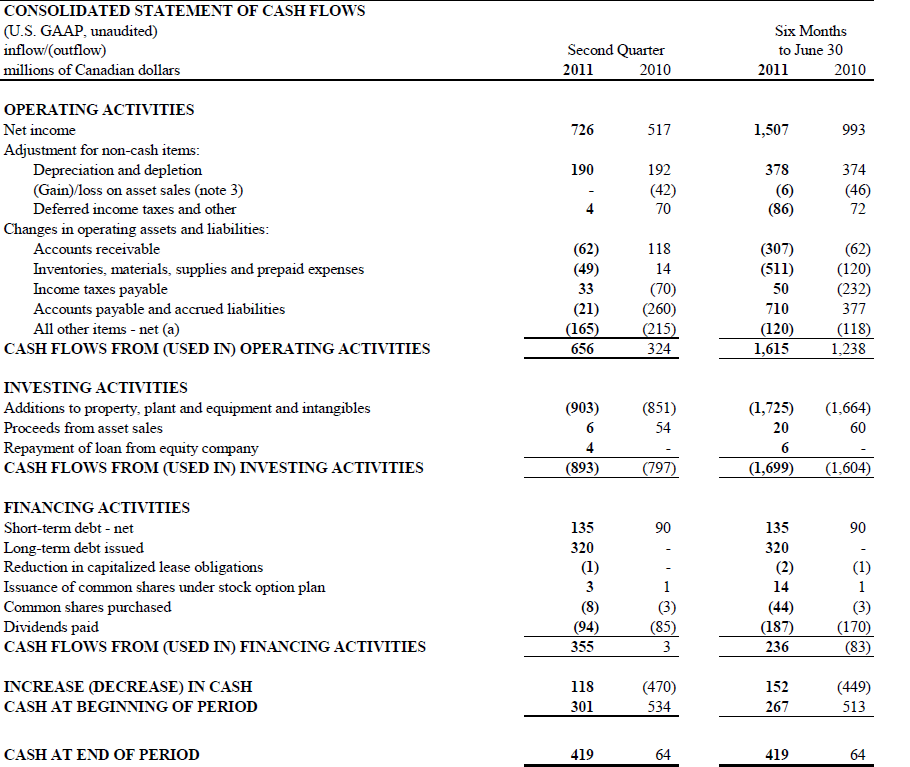 CONSOLIDATED STATEMENT OF CASH FLOWS
(U.S. GAAP, unaudited) Six Months
inflow/(outflow) Second Quarter to June 30
millions of Canadian dollars 2011 2010 2011 2010
OPERATING ACTIVITIES
Net income 726 517 1,507 993
Adjustment for non-cash items:
Depreciation and depletion 190 192 378 374
(Gain)/loss on asset sales (note 3) - (42) (6) (46)
Deferred income taxes and other 4 70 (86) 72
Changes in operating assets and liabilities:
Accounts receivable (62) 118 (307) (62)
Inventories, materials, supplies and prepaid expenses (49) 14 (511) (120)
Income taxes payable 33 (70) 50 (232)
Accounts payable and accrued liabilities (21) (260) 710 377
All other items - net (a) (165) (215) (120) (118)
CASH FLOWS FROM (USED IN) OPERATING ACTIVITIES 656 324 1,615 1,238
INVESTING ACTIVITIES
Additions to property, plant and equipment and intangibles (903) (851) (1,725) (1,664)
Proceeds from asset sales 6 54 20 60
Repayment of loan from equity company 4 - 6 -
CASH FLOWS FROM (USED IN) INVESTING ACTIVITIES (893) (797) (1,699) (1,604)
FINANCING ACTIVITIES
Short-term debt - net 135 90 135 90
Long-term debt issued 320 - 320 -
Reduction in capitalized lease obligations (1) - (2) (1)
Issuance of common shares under stock option plan 3 1 14 1
Common shares purchased (8) (3) (44) (3)
Dividends paid (94) (85) (187) (170)
CASH FLOWS FROM (USED IN) FINANCING ACTIVITIES 355 3 236 (83)
INCREASE (DECREASE) IN CASH 118 (470) 152 (449)
CASH AT BEGINNING OF PERIOD 301 534 267 513
CASH AT END OF PERIOD 419 64 419 64